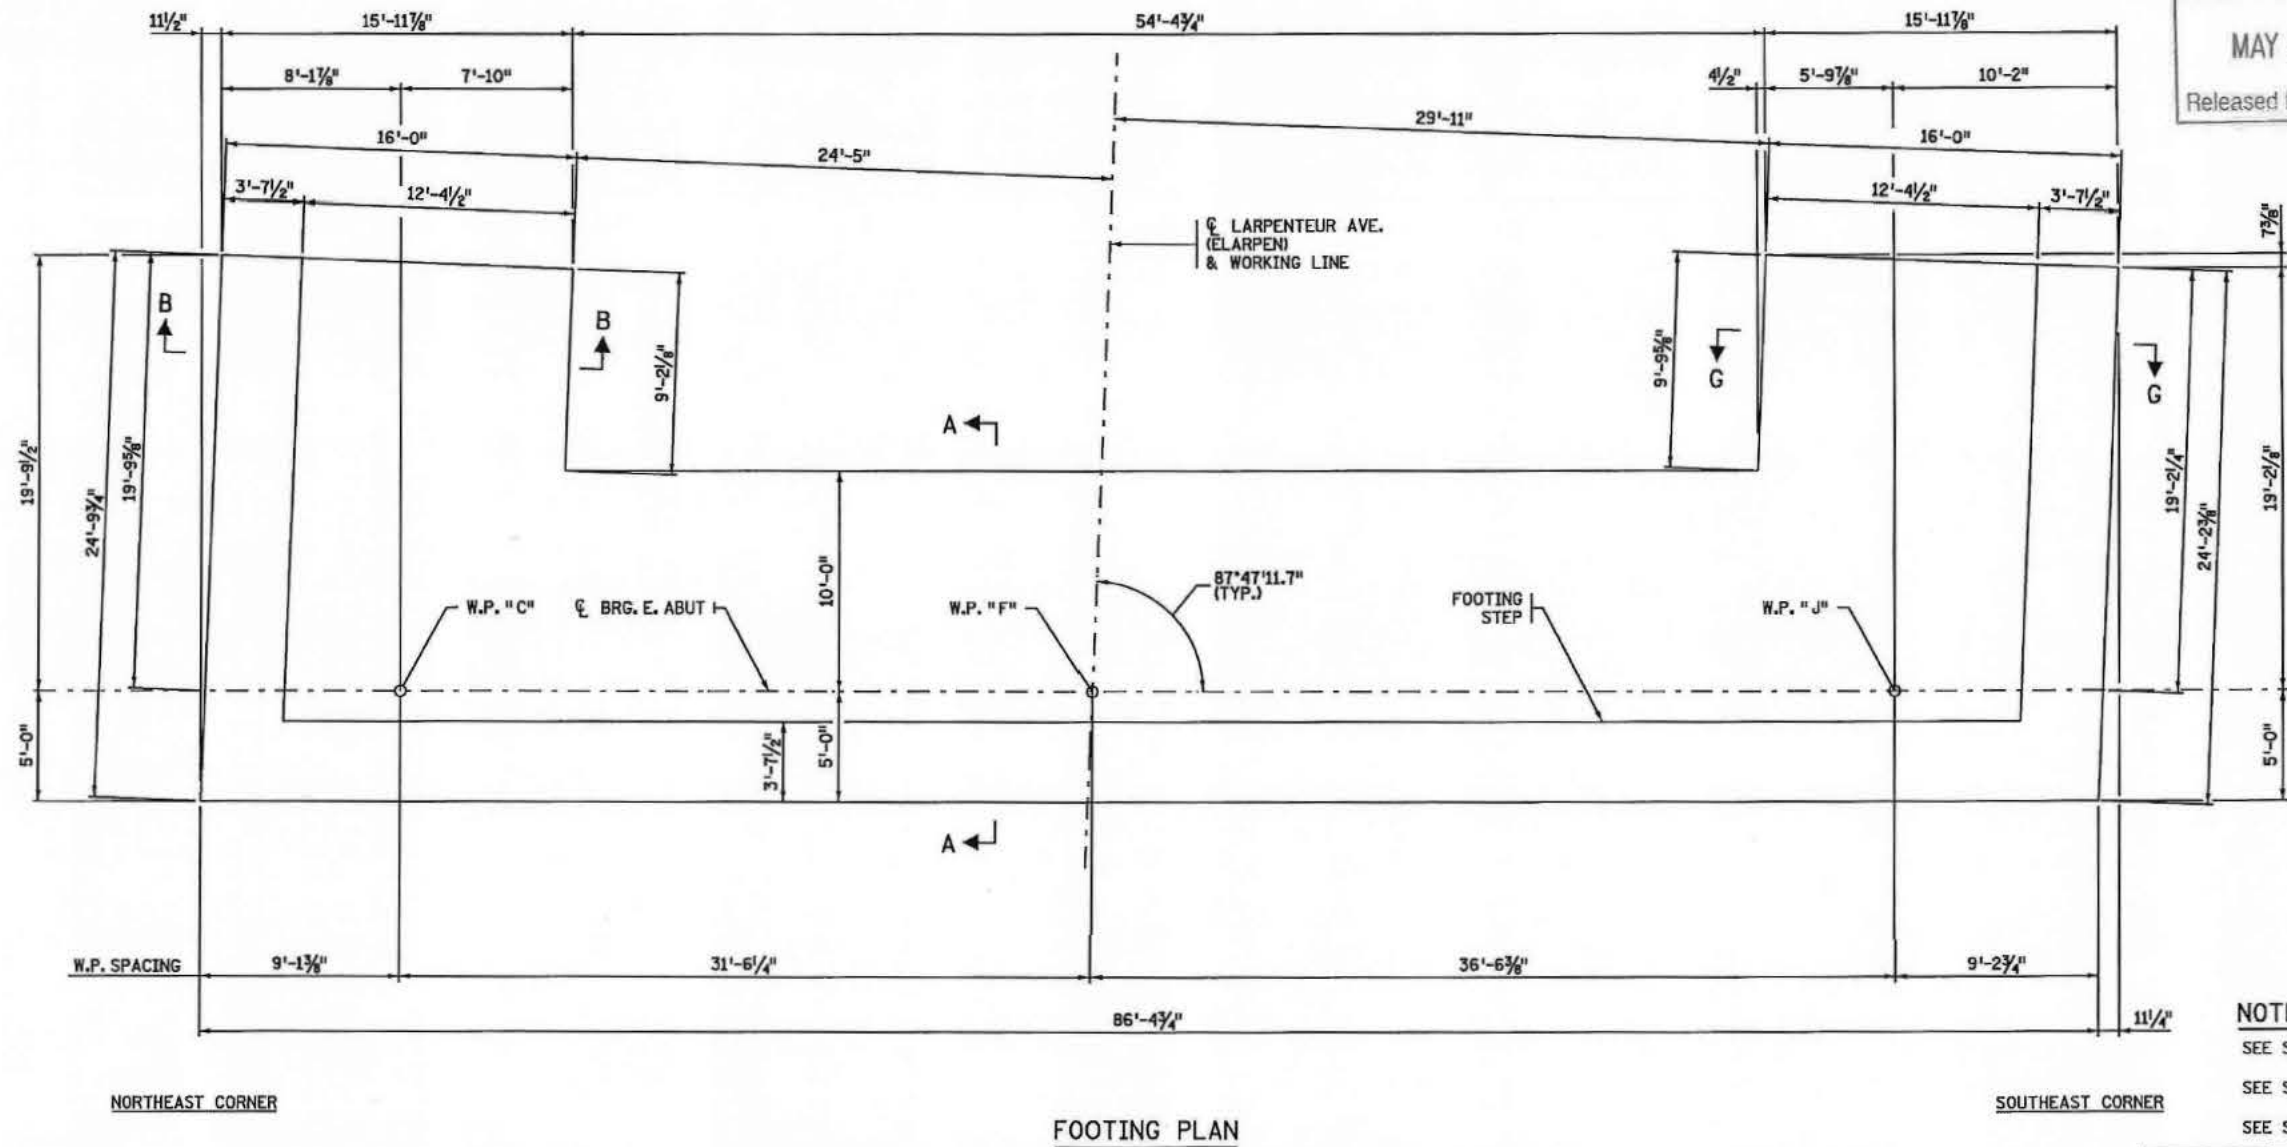 11½" 15'-11⅞" 54'-4¾" 15'-11⅞"
MAY
8'-1⅞" 7'-10" 4½" 5'-9⅞" 10'-2"
Released
29'-11"
16'-0" 24'-5" 16'-0"
3'-7½" 12'-4½" 12'-4½" 3'-7½"
℄ LARPENTEUR AVE.
(ELARPEN)
& WORKING LINE
7⅜"
B B
9'-2⅛"
9'-9⅝"
G G
A
19'-9½"
24'-9¾"
19'-9⅝"
19'-2¼"
24'-2⅜"
19'-2⅛"
10'-0"
87°47'11.7"
(TYP.)
W.P. "C" ℄ BRG. E. ABUT W.P. "F"
FOOTING
STEP
W.P. "J"
5'-0" 3'-7½" 5'-0" 5'-0"
A
W.P. SPACING 9'-1⅜" 31'-6¼" 36'-6⅜" 9'-2¾"
86'-4¾" 11¼"
SEE
SEE
SEE
NORTHEAST CORNER SOUTHEAST CORNER
FOOTING PLAN